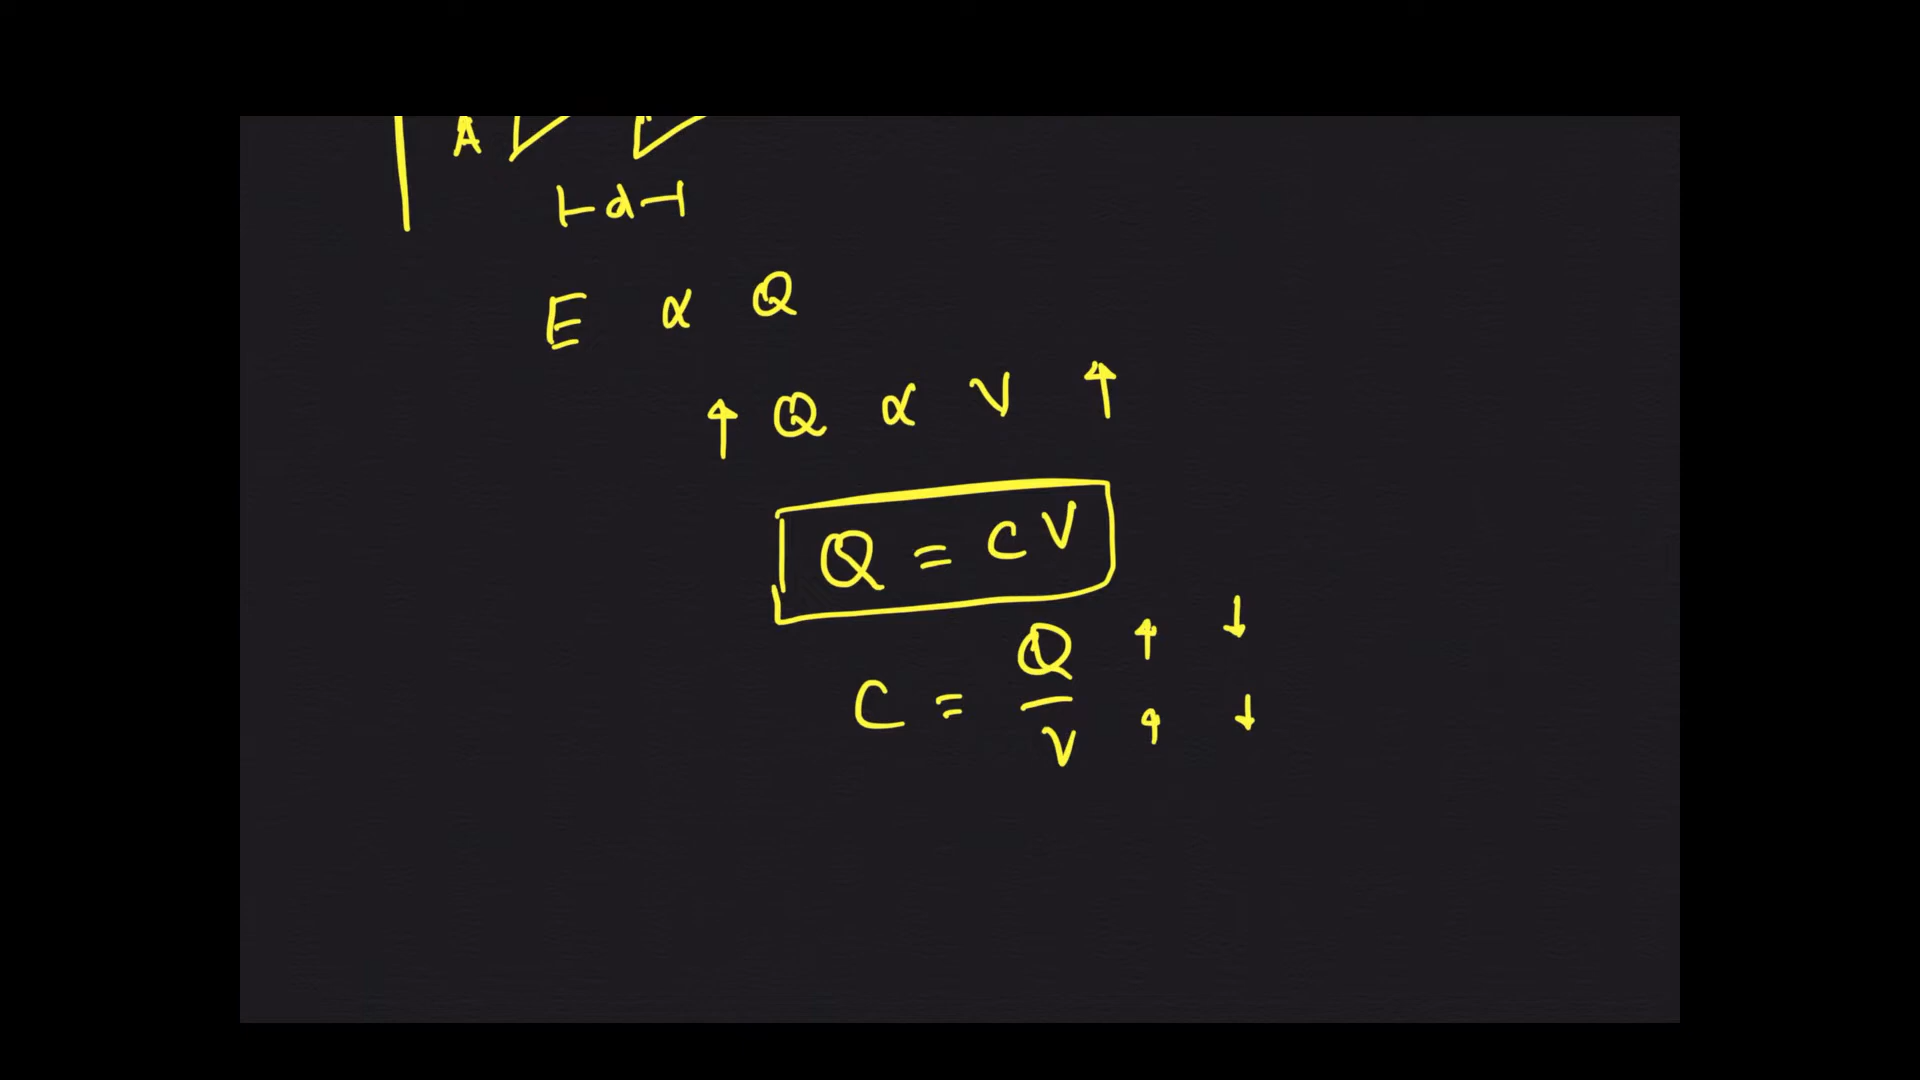 A
d
E ∝ Q
↑ Q ∝ V ↑
Q = CV
C = Q/V ↑ ↓ ↑ ↓